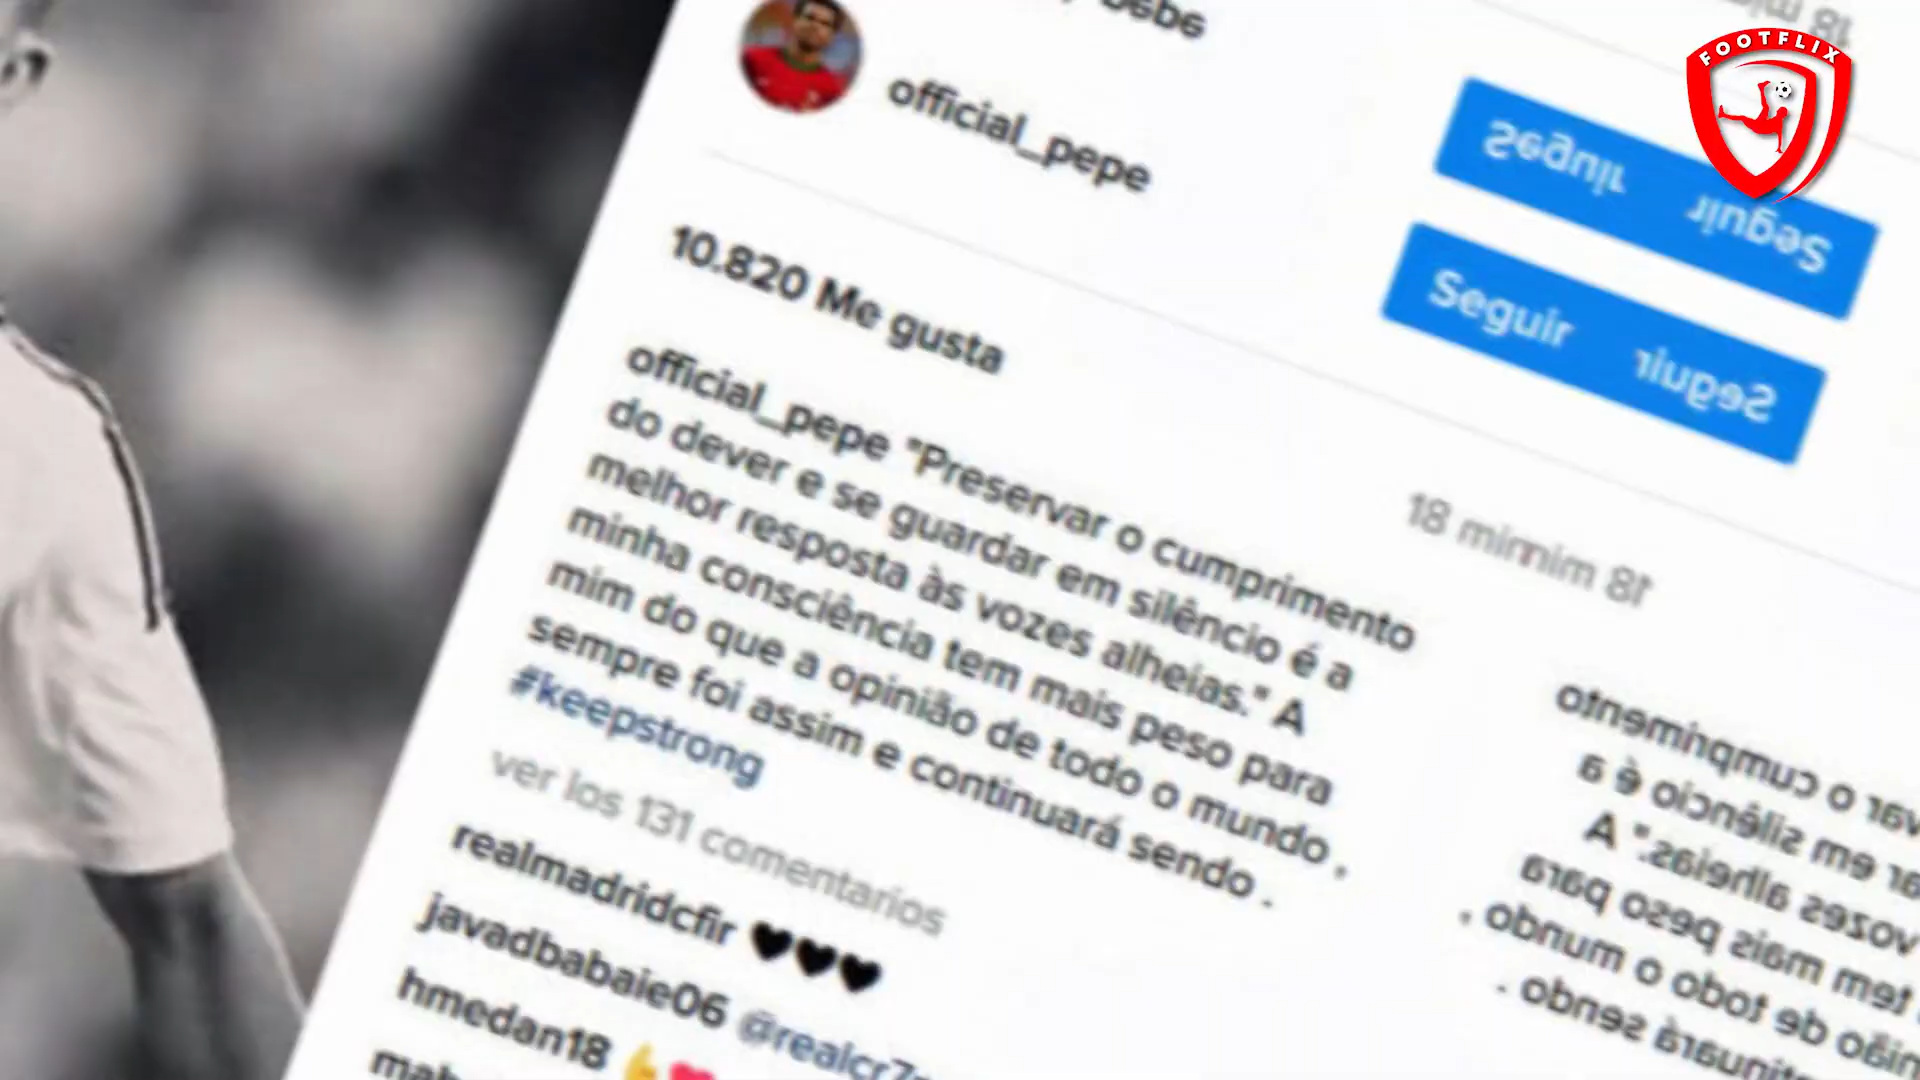 FOOTFLIX
official_pepe
Seguir
Seguir
10.820 Me gusta
18 min
official_pepe "Preservar o cumprimento
do dever e se guardar em silêncio é a
melhor resposta às vozes alheias." A
minha consciência tem mais peso para
mim do que a opinião de todo o mundo ,
sempre foi assim e continuará sendo .
#keepstrong
ver los 131 comentarios
realmadridcfir 🖤🖤🖤
javadbabaie06
hmedan18